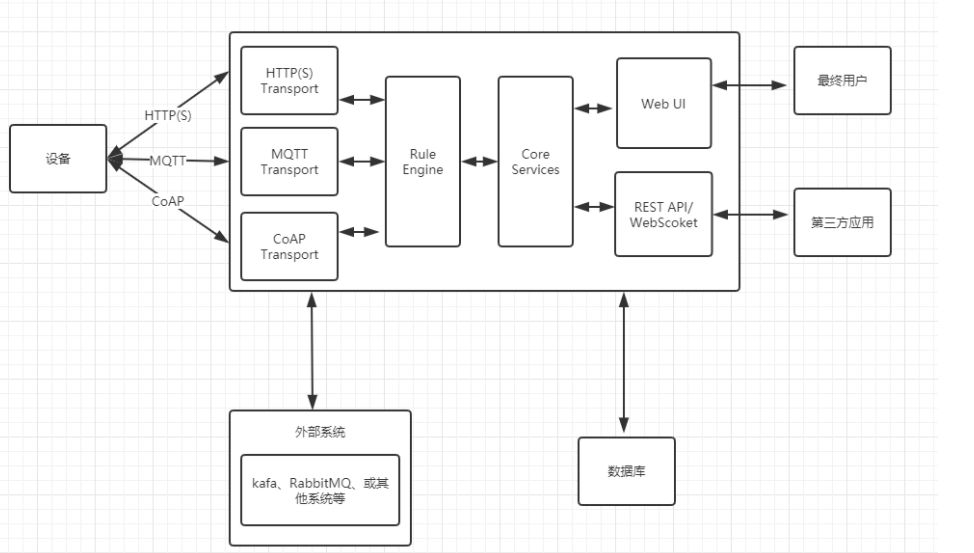 HTTP(S)
Transport
HTTP(S)
设备
MQTT
CoAP
MQTT
Transport
CoAP
Transport
Rule
Engine
Core
Services
Web UI
REST API/
WebScoket
最终用户
第三方应用
外部系统
kafa、RabbitMQ、或其
他系统等
数据库